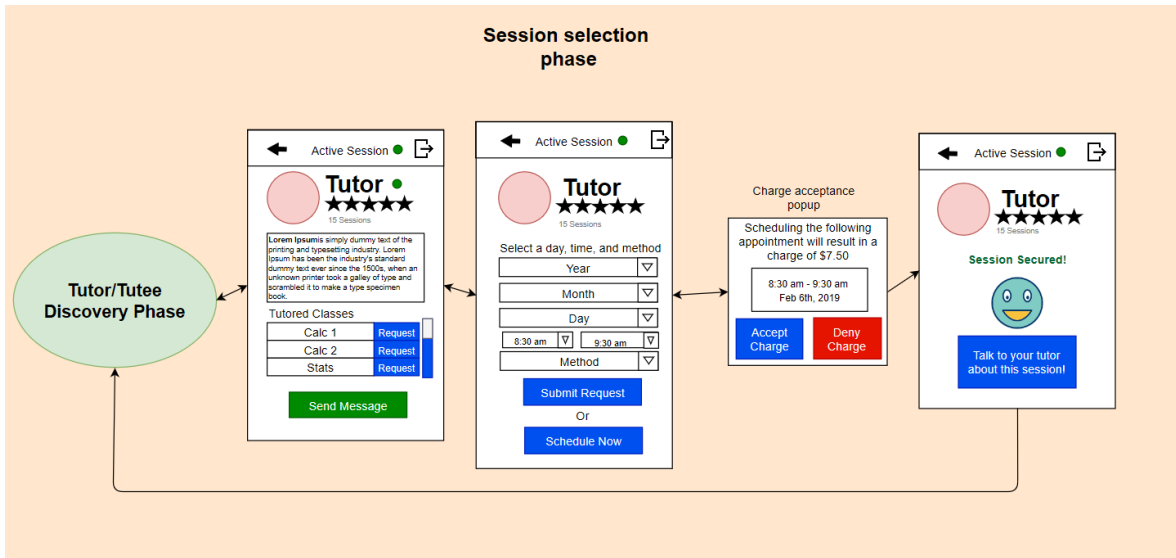 Session selection
phase
Tutor/Tutee
Discovery Phase
Active Session
Tutor
15 Sessions
Lorem Ipsumis simply dummy text of the
printing and typesetting industry. Lorem
Ipsum has been the industry's standard
dummy text ever since the 1500s, when an
unknown printer took a galley of type and
scrambled it to make a type specimen
book.
Tutored Classes
Calc 1 Request
Calc 2 Request
Stats Request
Send Message
Active Session
Tutor
15 Sessions
Select a day, time, and method
Year
Month
Day
8:30 am 9:30 am
Method
Submit Request
Or
Schedule Now
Charge acceptance
popup
Scheduling the following
appointment will result in a
charge of $7.50
8:30 am - 9:30 am
Feb 6th, 2019
Accept
Charge
Deny
Charge
Active Session
Tutor
15 Sessions
Session Secured!
Talk to your tutor
about this session!